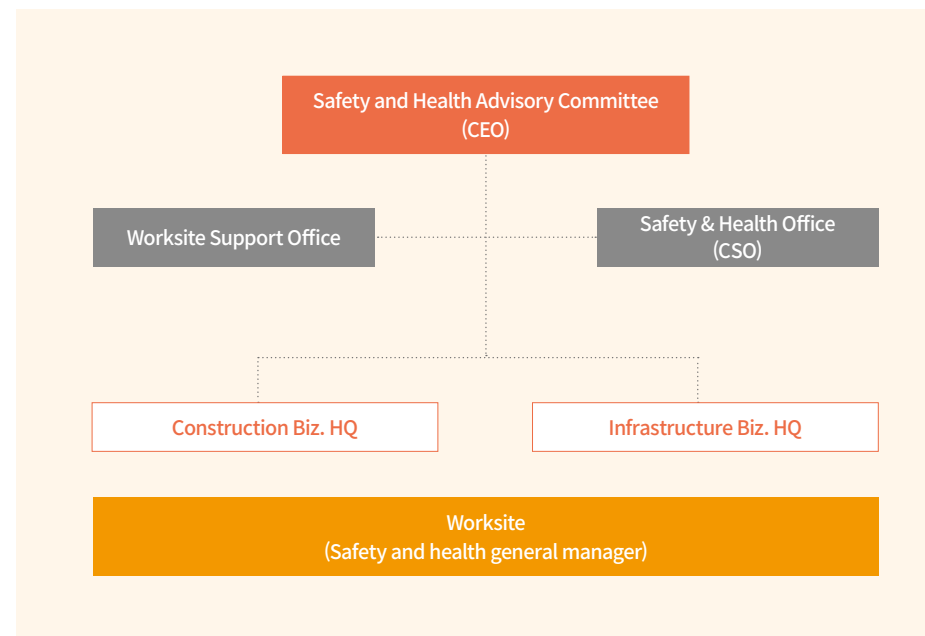 Safety and Health Advisory Committee
(CEO)
Worksite Support Office
Safety & Health Office
(CSO)
Construction Biz. HQ
Infrastructure Biz. HQ
Worksite
(Safety and health general manager)